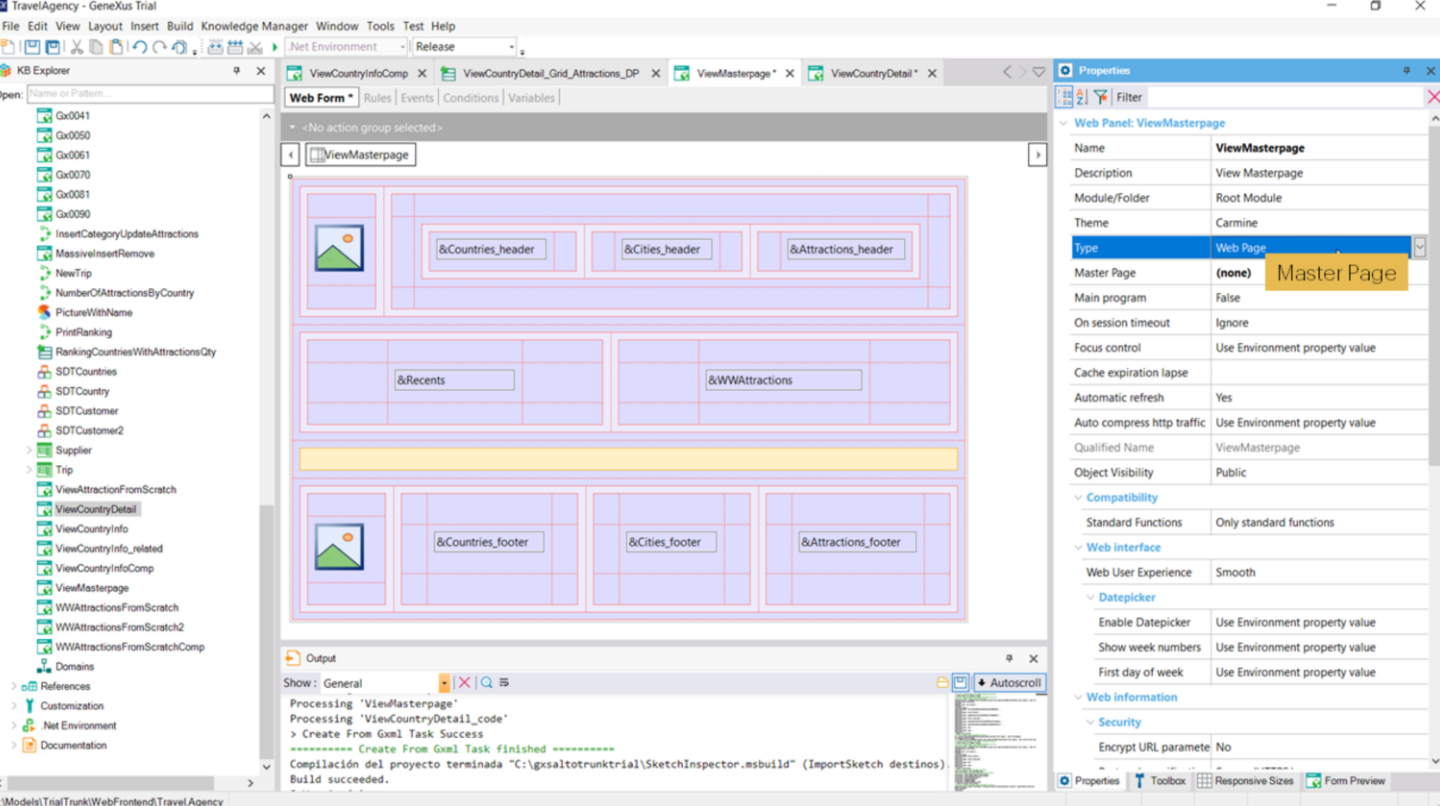 TravelAgency - GeneXus Trial
File Edit View Layout Insert Build Knowledge Manager Window Tools Test Help
.Net Environment Release
KB Explorer
Open: Name or Pattern...
Gx0041
Gx0050
Gx0061
Gx0070
Gx0081
Gx0090
InsertCategoryUpdateAttractions
MassiveInsertRemove
NewTrip
NumberOfAttractionsByCountry
PictureWithName
PrintRanking
RankingCountriesWithAttractionsQty
SDTCountries
SDTCountry
SDTCustomer
SDTCustomer2
Supplier
Trip
ViewAttractionFromScratch
ViewCountryDetail
ViewCountryInfo
ViewCountryInfo_related
ViewCountryInfoComp
ViewMasterpage
WWAttractionsFromScratch
WWAttractionsFromScratch2
WWAttractionsFromScratchComp
Domains
References
Customization
.Net Environment
Documentation
ViewCountryInfoComp ViewCountryDetail_Grid_Attractions_DP ViewMasterpage * ViewCountryDetail *
Web Form * Rules Events Conditions Variables
<No action group selected>
ViewMasterpage
&Countries_header &Cities_header &Attractions_header
&Recents &WWAttractions
&Countries_footer &Cities_footer &Attractions_footer
Output
Show: General Autoscroll
Processing 'ViewMasterpage'
Processing 'ViewCountryDetail_code'
> Create From Gxml Task Success
========== Create From Gxml Task finished ==========
Compilación del proyecto terminada "C:\gxsaltotrunktrial\SketchInspector.msbuild" (ImportSketch destinos).
Build succeeded.
Properties
Filter
Web Panel: ViewMasterpage
Name ViewMasterpage
Description View Masterpage
Module/Folder Root Module
Theme Carmine
Type Web Page
Master Page (none)
Master Page
Main program False
On session timeout Ignore
Focus control Use Environment property value
Cache expiration lapse
Automatic refresh Yes
Auto compress http traffic Use Environment property value
Qualified Name ViewMasterpage
Object Visibility Public
Compatibility
Standard Functions Only standard functions
Web interface
Web User Experience Smooth
Datepicker
Enable Datepicker Use Environment property value
Show week numbers Use Environment property value
First day of week Use Environment property value
Web information
Security
Encrypt URL paramete No
Properties Toolbox Responsive Sizes Form Preview
:\Models\TrialTrunk\WebFrontend\Travel.Agency